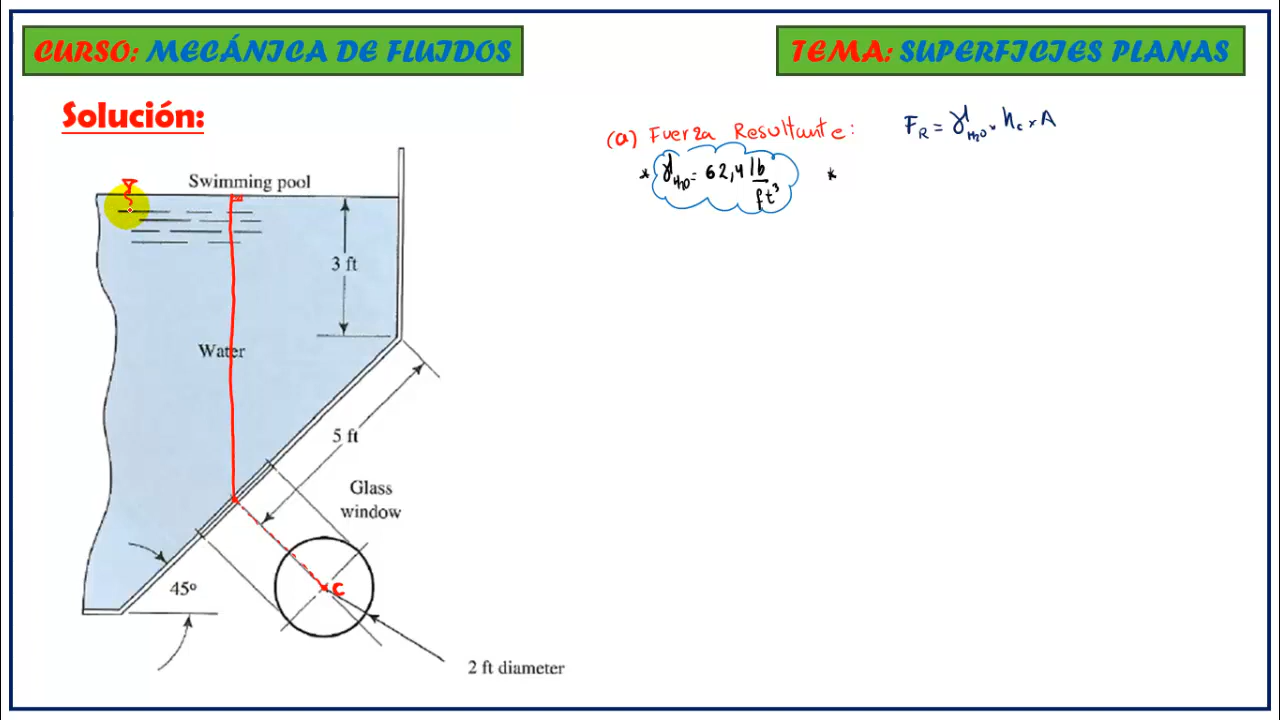 CURSO: MECÁNICA DE FLUIDOS
TEMA: SUPERFICIES PLANAS
Solución:
(a) Fuerza Resultante:
F_R = γ_H₂O × h_c × A
* γ_H₂O = 62,4 lb/ft³ *
Swimming pool
3 ft
Water
5 ft
Glass
window
C
45º
2 ft diameter